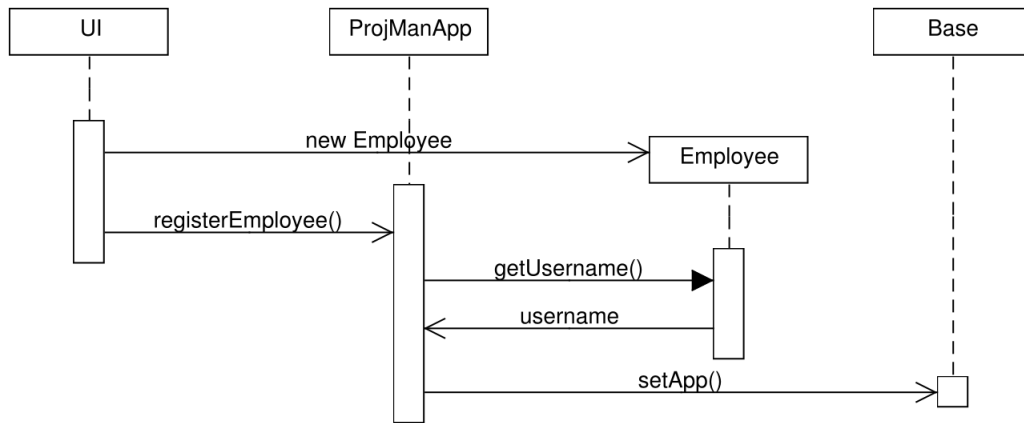 UI
ProjManApp
Base
new Employee
Employee
registerEmployee()
getUsername()
username
setApp()